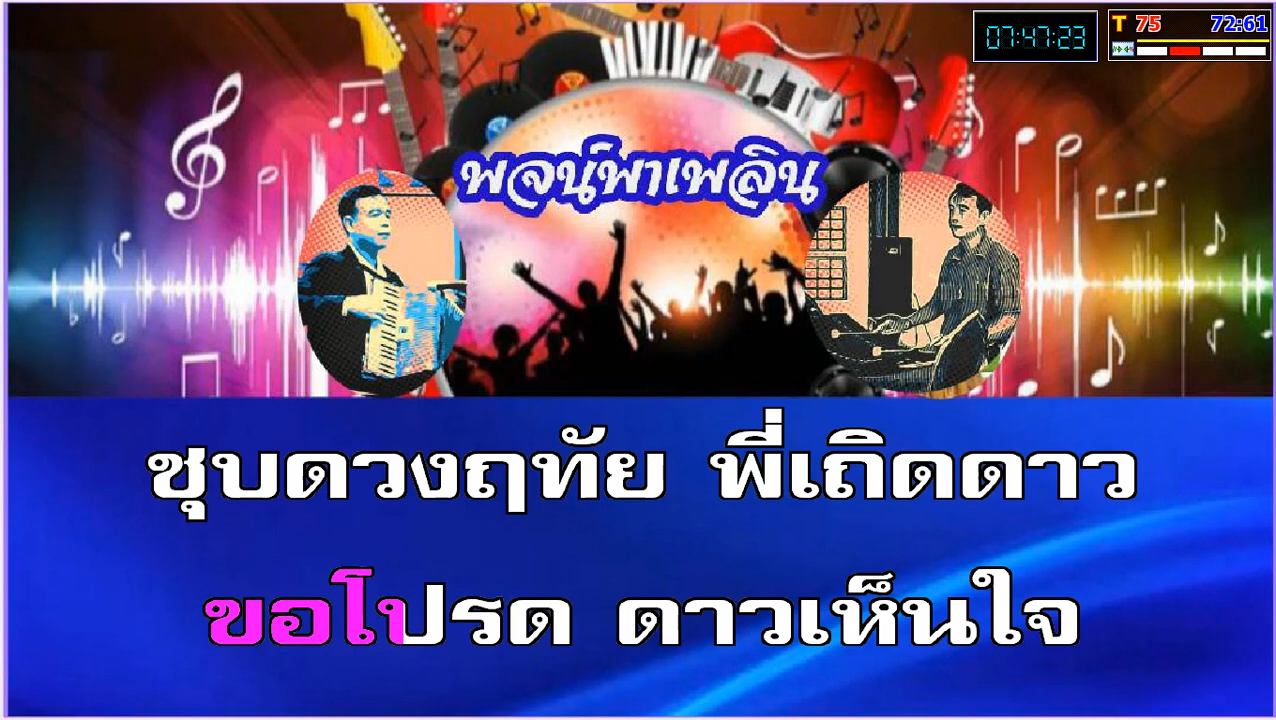 07:47:23
T 75 72:61
พจน์พาเพลิน
ชุบดวงฤทัย พี่เถิดดาว
ขอโปรด ดาวเห็นใจ